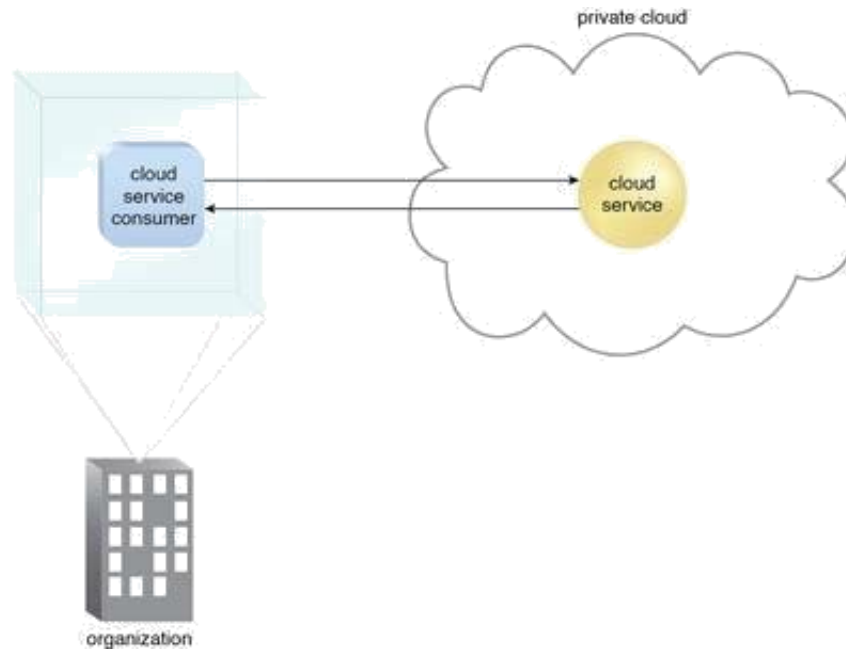 private cloud
cloud
service
consumer
cloud
service
organization